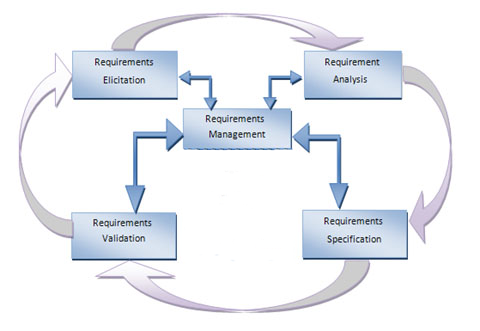 Requirements
Elicitation
Requirement
Analysis
Requirements
Management
Requirements
Validation
Requirements
Specification